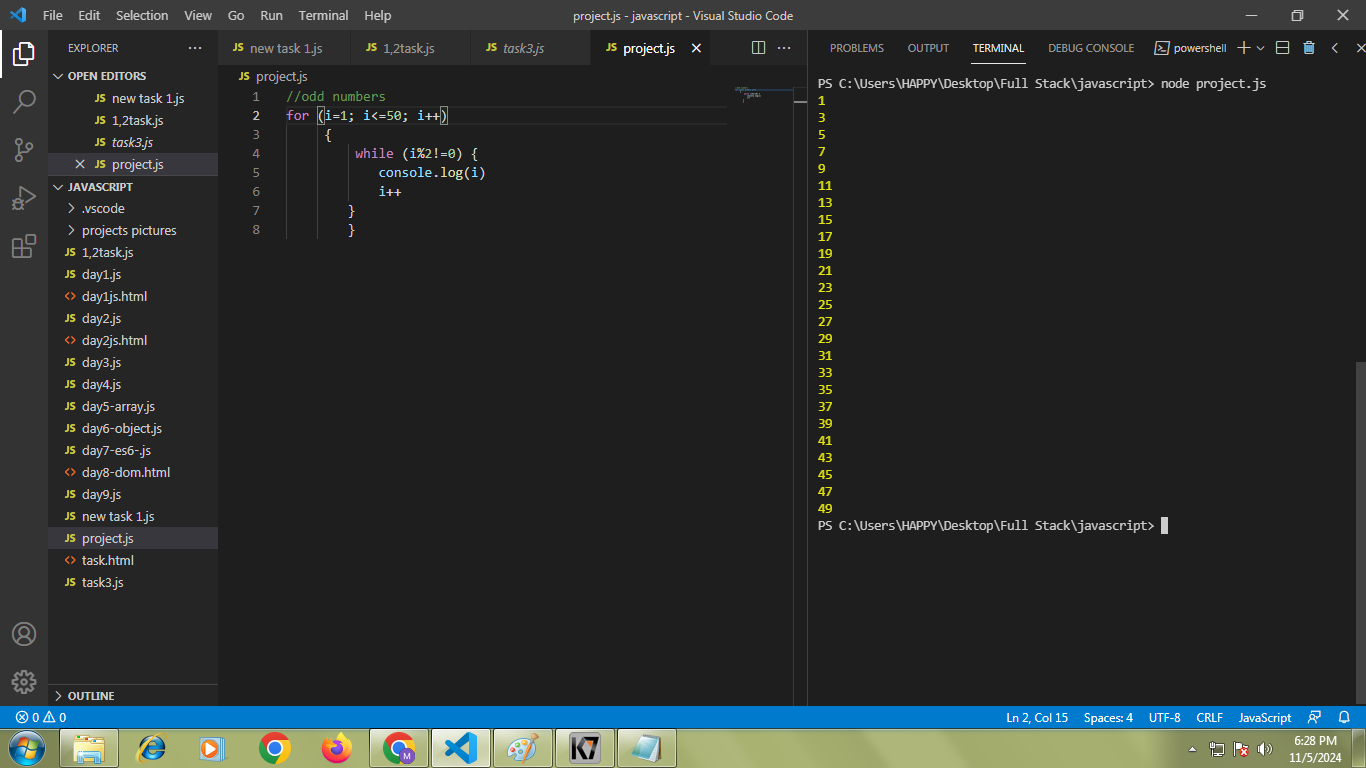 File Edit Selection View Go Run Terminal Help
project.js - javascript - Visual Studio Code
EXPLORER
OPEN EDITORS
JS new task 1.js
JS 1,2task.js
JS task3.js
JS project.js
JAVASCRIPT
.vscode
projects pictures
JS 1,2task.js
JS day1.js
<> day1js.html
JS day2.js
<> day2js.html
JS day3.js
JS day4.js
JS day5-array.js
JS day6-object.js
JS day7-es6-.js
<> day8-dom.html
JS day9.js
JS new task 1.js
JS project.js
<> task.html
JS task3.js
OUTLINE
JS new task 1.js JS 1,2task.js JS task3.js JS project.js
JS project.js
1 //odd numbers
2 for (i=1; i<=50; i++)
3 {
4 while (i%2!=0) {
5 console.log(i)
6 i++
7 }
8 }
PROBLEMS OUTPUT TERMINAL DEBUG CONSOLE powershell
PS C:\Users\HAPPY\Desktop\Full Stack\javascript> node project.js
1
3
5
7
9
11
13
15
17
19
21
23
25
27
29
31
33
35
37
39
41
43
45
47
49
PS C:\Users\HAPPY\Desktop\Full Stack\javascript>
0 0 Ln 2, Col 15 Spaces: 4 UTF-8 CRLF JavaScript
M
K7
6:28 PM
11/5/2024